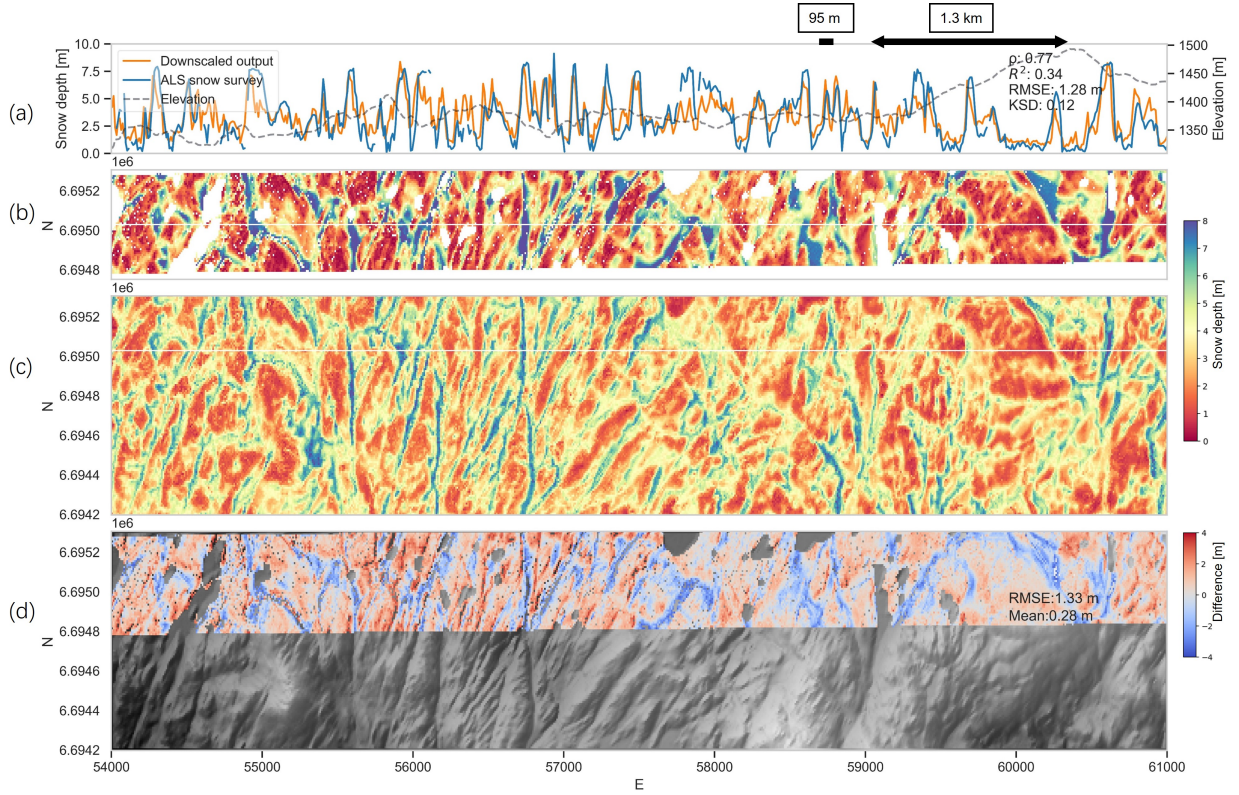 95 m
1.3 km
(a)
Snow depth [m]
10.0
7.5
5.0
2.5
0.0
Downscaled output
ALS snow survey
Elevation
ρ: 0.77
R²: 0.34
RMSE: 1.28 m
KSD: 0.12
1500
1450
1400
1350
Elevation [m]
1e6
(b)
N
6.6952
6.6950
6.6948
1e6
(c)
N
6.6952
6.6950
6.6948
6.6946
6.6944
6.6942
8
7
6
5
4
3
2
1
0
Snow depth [m]
1e6
(d)
N
6.6952
6.6950
6.6948
6.6946
6.6944
6.6942
RMSE:1.33 m
Mean:0.28 m
4
2
0
−2
−4
Difference [m]
54000 55000 56000 57000 58000 59000 60000 61000
E